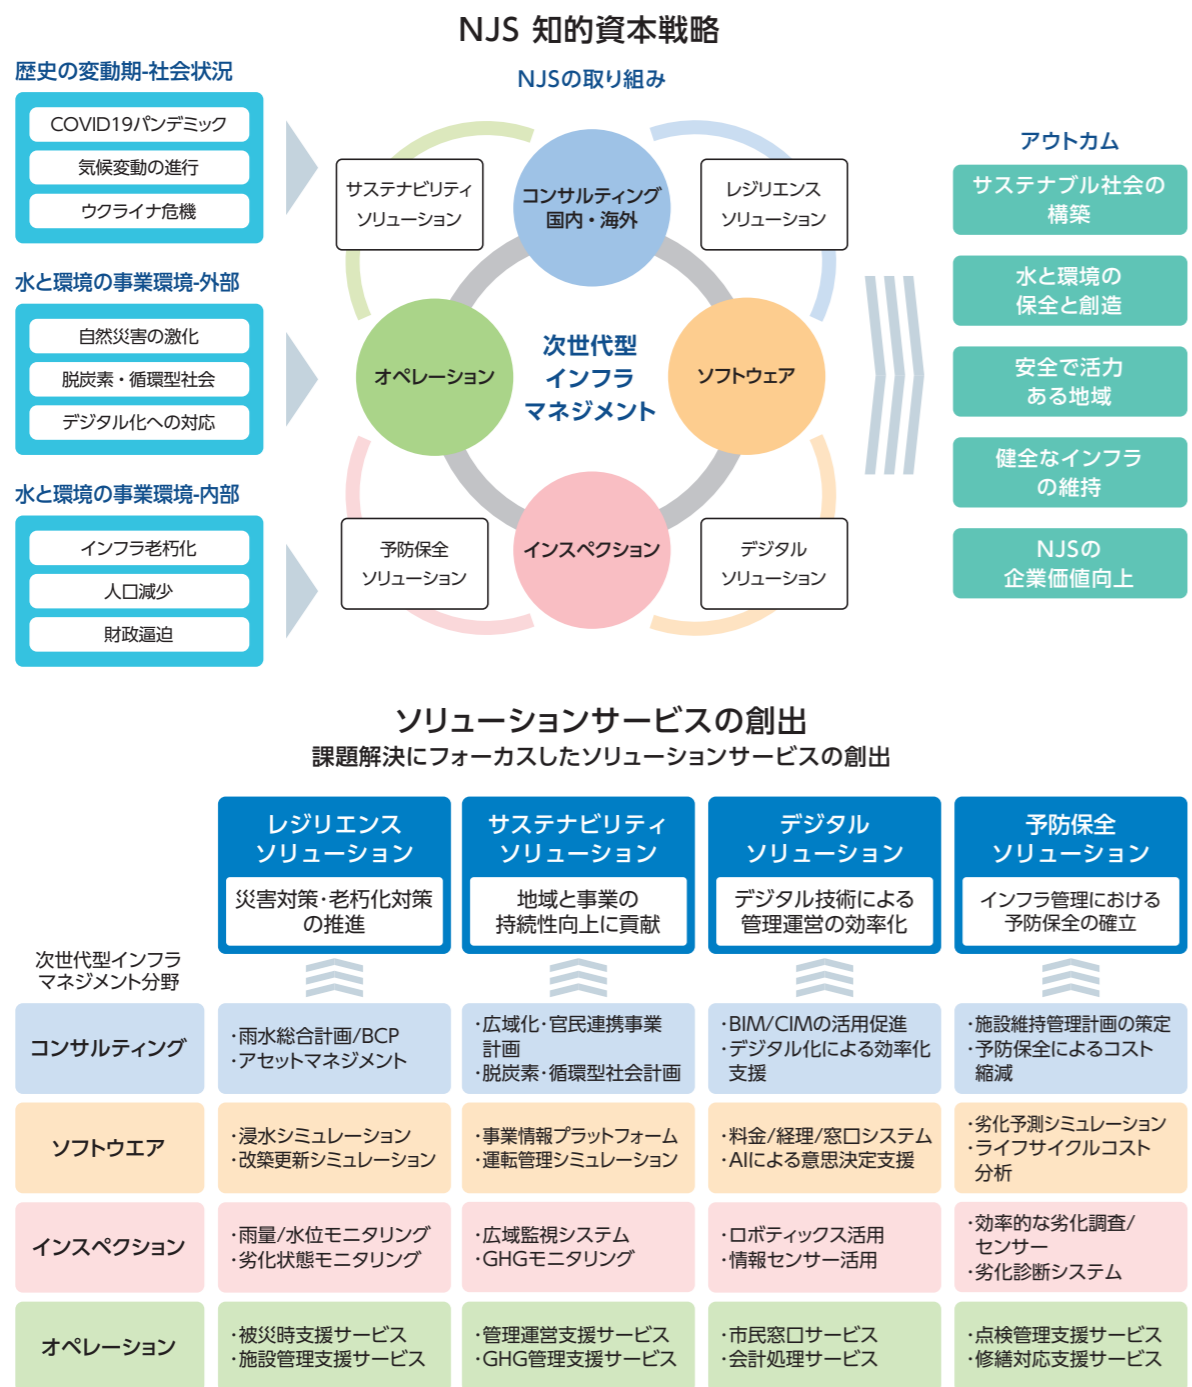 NJS 知的資本戦略
歴史の変動期-社会状況
COVID19パンデミック
気候変動の進行
ウクライナ危機
水と環境の事業環境-外部
自然災害の激化
脱炭素・循環型社会
デジタル化への対応
水と環境の事業環境-内部
インフラ老朽化
人口減少
財政逼迫
NJSの取り組み
サステナビリティ
ソリューション
コンサルティング
国内・海外
レジリエンス
ソリューション
オペレーション
次世代型
インフラ
マネジメント
ソフトウェア
予防保全
ソリューション
インスペクション
デジタル
ソリューション
アウトカム
サステナブル社会の
構築
水と環境の
保全と創造
安全で活力
ある地域
健全なインフラ
の維持
NJSの
企業価値向上
ソリューションサービスの創出
課題解決にフォーカスしたソリューションサービスの創出
レジリエンス
ソリューション
災害対策・老朽化対策
の推進
サステナビリティ
ソリューション
地域と事業の
持続性向上に貢献
デジタル
ソリューション
デジタル技術による
管理運営の効率化
予防保全
ソリューション
インフラ管理における
予防保全の確立
次世代型インフラ
マネジメント分野
コンサルティング
・雨水総合計画/BCP
・アセットマネジメント
・広域化・官民連携事業
計画
・脱炭素・循環型社会計画
・BIM/CIMの活用促進
・デジタル化による効率化
支援
・施設維持管理計画の策定
・予防保全によるコスト
縮減
ソフトウエア
・浸水シミュレーション
・改築更新シミュレーション
・事業情報プラットフォーム
・運転管理シミュレーション
・料金/経理/窓口システム
・AIによる意思決定支援
・劣化予測シミュレーション
・ライフサイクルコスト
分析
インスペクション
・雨量/水位モニタリング
・劣化状態モニタリング
・広域監視システム
・GHGモニタリング
・ロボティックス活用
・情報センサー活用
・効率的な劣化調査/
センサー
・劣化診断システム
オペレーション
・被災時支援サービス
・施設管理支援サービス
・管理運営支援サービス
・GHG管理支援サービス
・市民窓口サービス
・会計処理サービス
・点検管理支援サービス
・修繕対応支援サービス